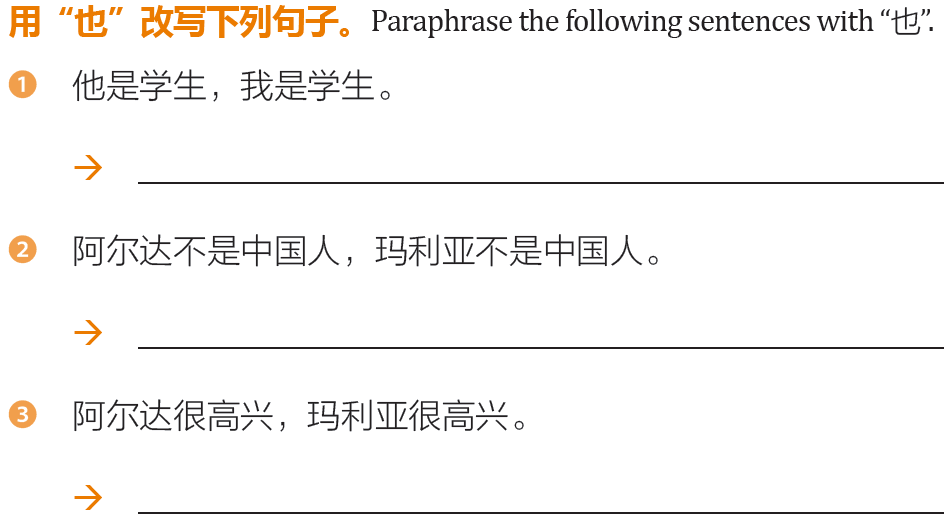 用“也”改写下列句子。Paraphrase the following sentences with “也”.
1 他是学生，我是学生。
→
2 阿尔达不是中国人，玛利亚不是中国人。
→
3 阿尔达很高兴，玛利亚很高兴。
→